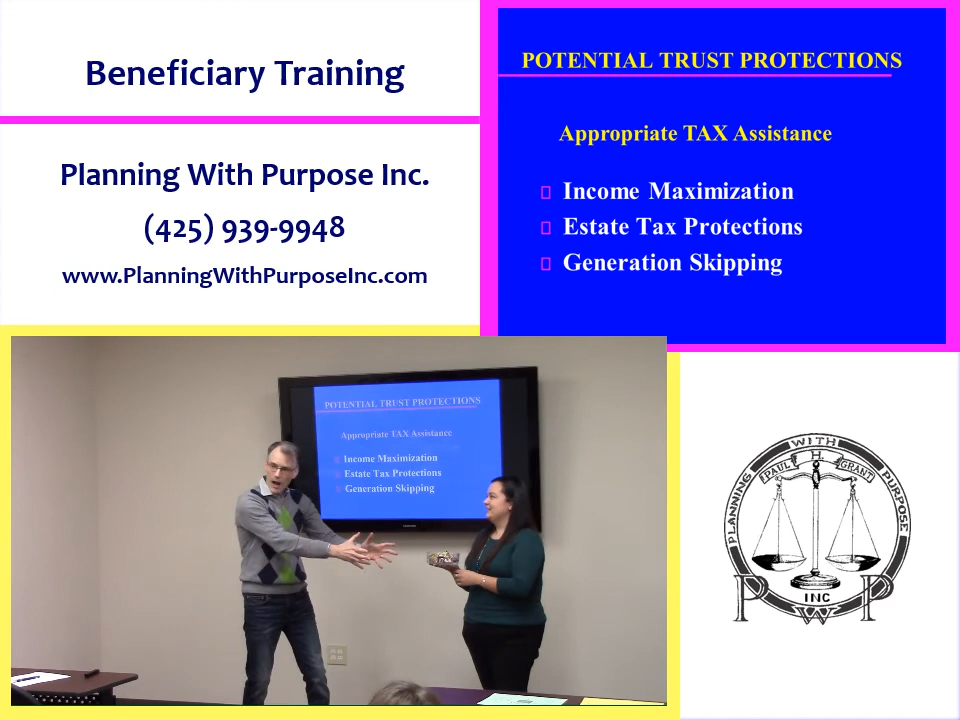 Beneficiary Training
Planning With Purpose Inc.
(425) 939-9948
www.PlanningWithPurposeInc.com
POTENTIAL TRUST PROTECTIONS
Appropriate TAX Assistance
Income Maximization
Estate Tax Protections
Generation Skipping
POTENTIAL TRUST PROTECTIONS
Appropriate TAX Assistance
Income Maximization
Estate Tax Protections
Generation Skipping
PLANNING WITH PURPOSE
PAUL H. GRANT
INC
PWP